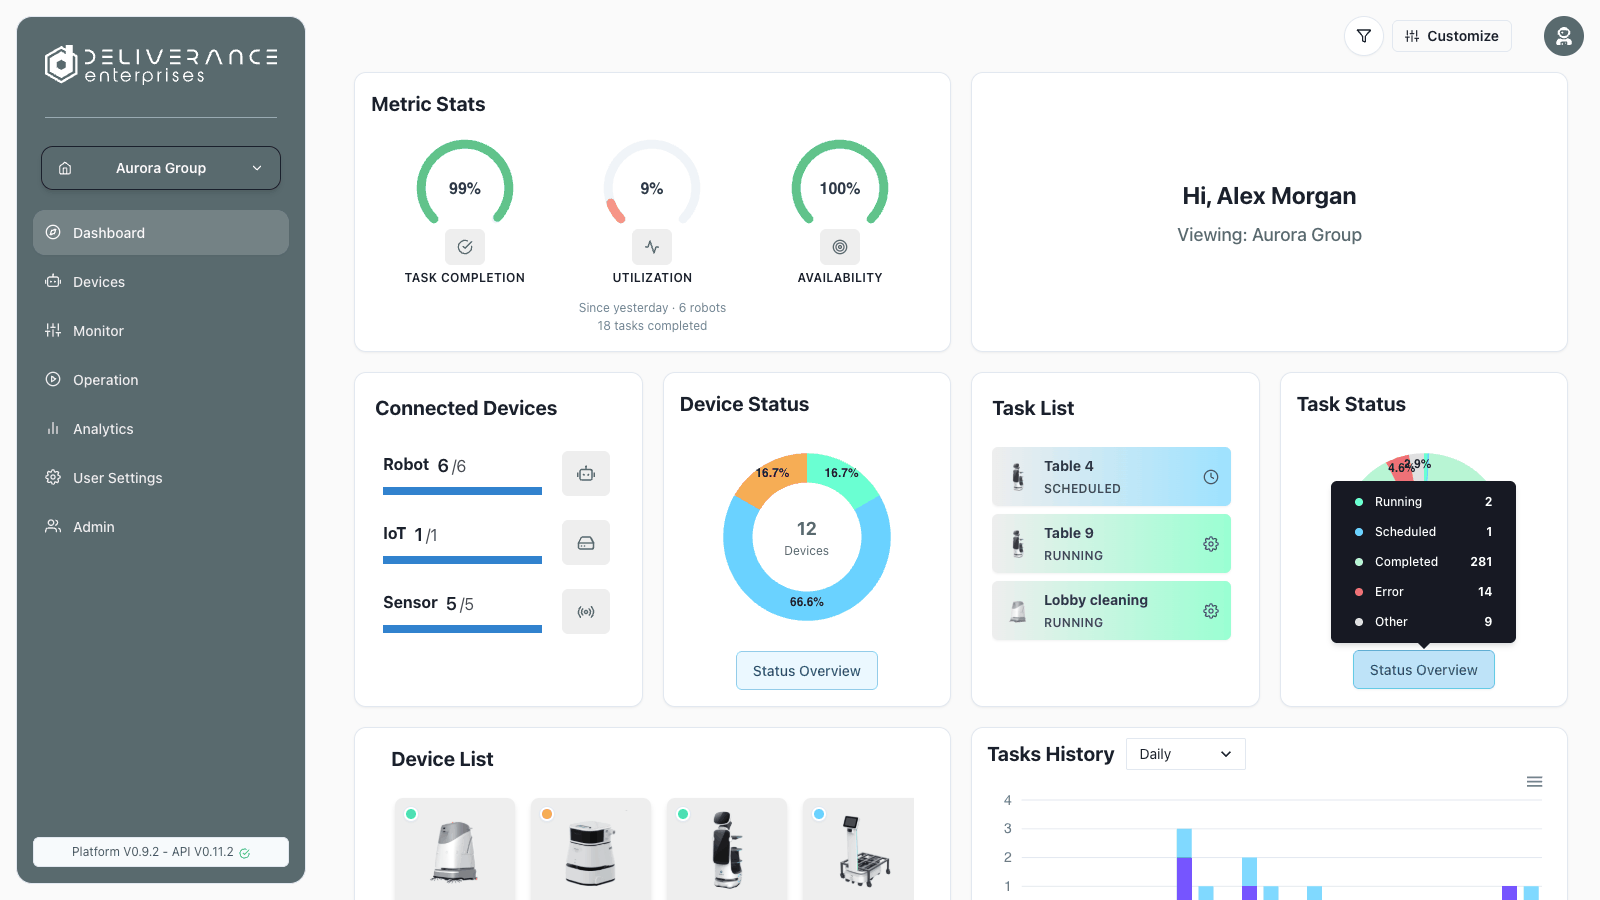 DELIVERANCE
enterprises
Aurora Group
Dashboard
Devices
Monitor
Operation
Analytics
User Settings
Admin
Platform V0.9.2 - API V0.11.2
Customize
Metric Stats
99%
TASK COMPLETION
9%
UTILIZATION
100%
AVAILABILITY
Since yesterday · 6 robots
18 tasks completed
Hi, Alex Morgan
Viewing: Aurora Group
Connected Devices
Robot 6/6
IoT 1/1
Sensor 5/5
Device Status
16.7%
16.7%
12
Devices
66.6%
Status Overview
Task List
Table 4
SCHEDULED
Table 9
RUNNING
Lobby cleaning
RUNNING
Task Status
4.6%
2.9%
Running 2
Scheduled 1
Completed 281
Error 14
Other 9
Status Overview
Device List
Tasks History
Daily
4
3
2
1